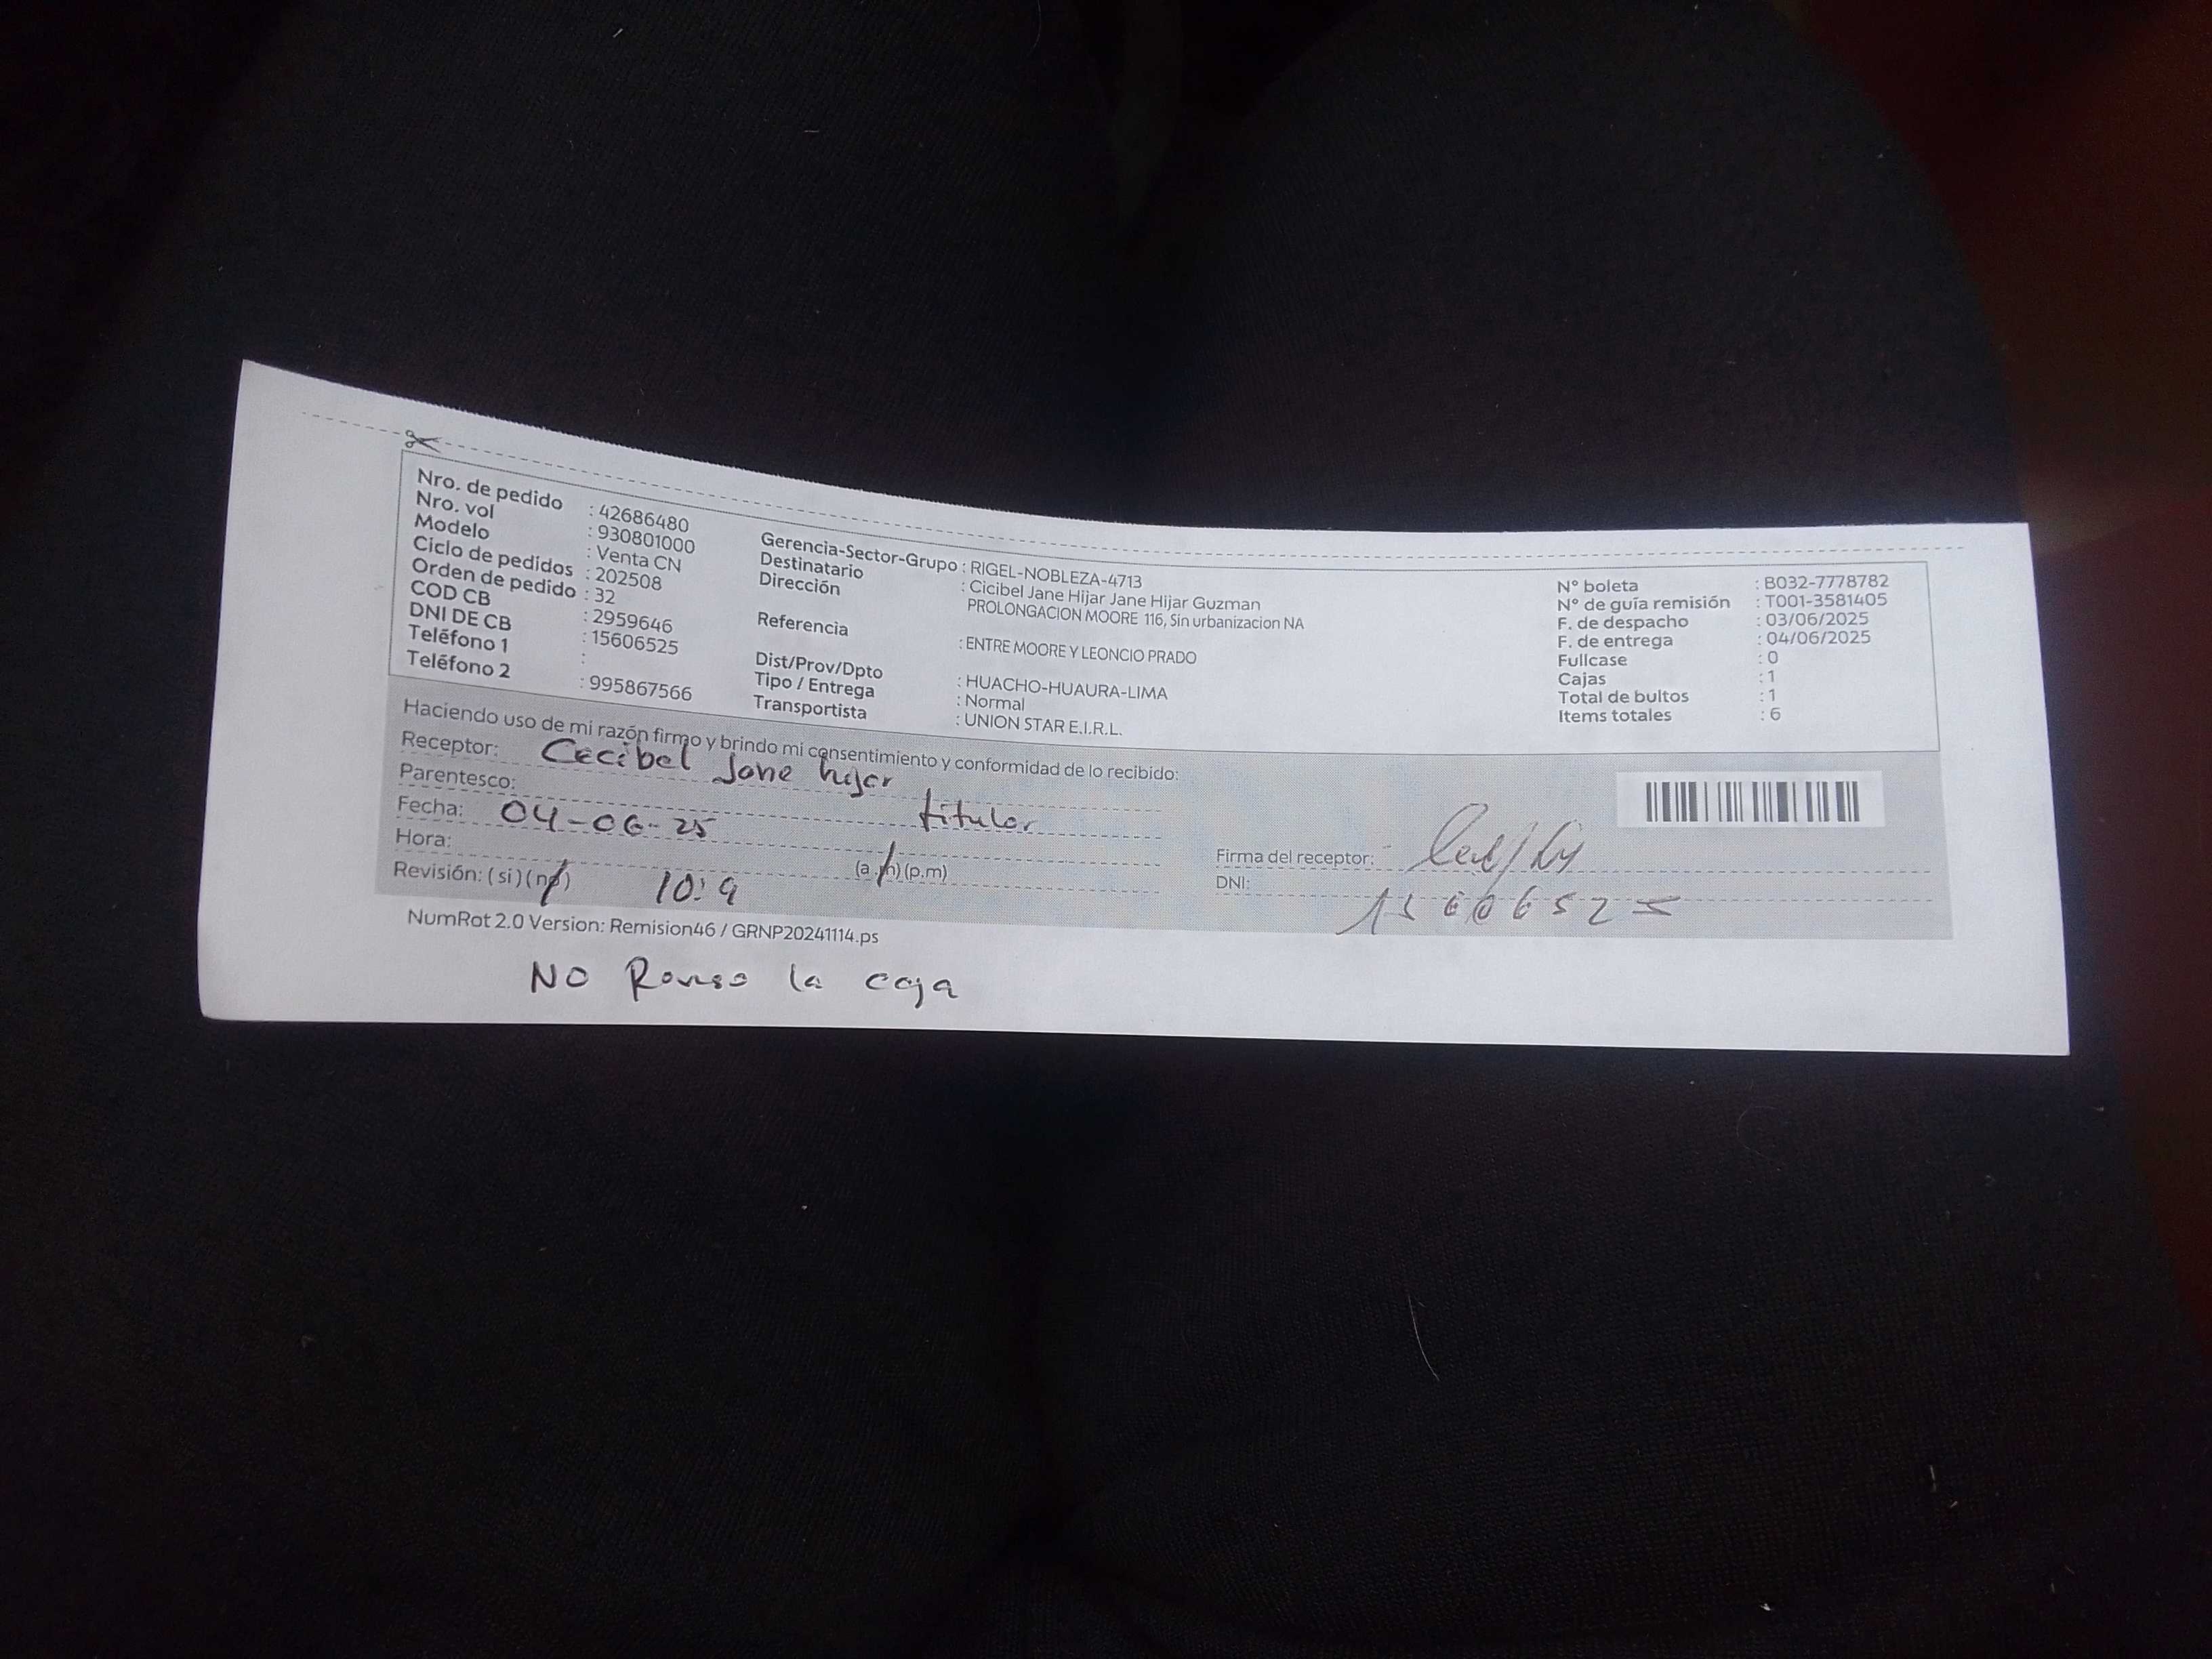 Nro. de pedido : 42686480
Nro. vol : 930801000
Modelo : Venta CN
Ciclo de pedidos : 202508
Orden de pedido : 32
COD CB : 2959646
DNI DE CB : 15606525
Teléfono 1 :
Teléfono 2 : 995867566
Gerencia-Sector-Grupo : RIGEL-NOBLEZA-4713
Destinatario : Cicibel Jane Hijar Jane Hijar Guzman
Dirección PROLONGACION MOORE 116, Sin urbanizacion NA
Referencia : ENTRE MOORE Y LEONCIO PRADO
Dist/Prov/Dpto : HUACHO-HUAURA-LIMA
Tipo / Entrega : Normal
Transportista : UNION STAR E.I.R.L.
N° boleta : B032-7778782
N° de guía remisión : T001-3581405
F. de despacho : 03/06/2025
F. de entrega : 04/06/2025
Fullcase : 0
Cajas : 1
Total de bultos : 1
Items totales : 6
Haciendo uso de mi razón firmo y brindo mi consentimiento y conformidad de lo recibido:
Receptor: Cecibel Jane hijar
Parentesco: titular
Fecha: 04-06-25
Hora: 10:9 (a.m)(p.m)
Revisión: (si)(no)
Firma del receptor:
DNI: 15606525
NumRot 2.0 Version: Remision46 / GRNP20241114.ps
NO la caja